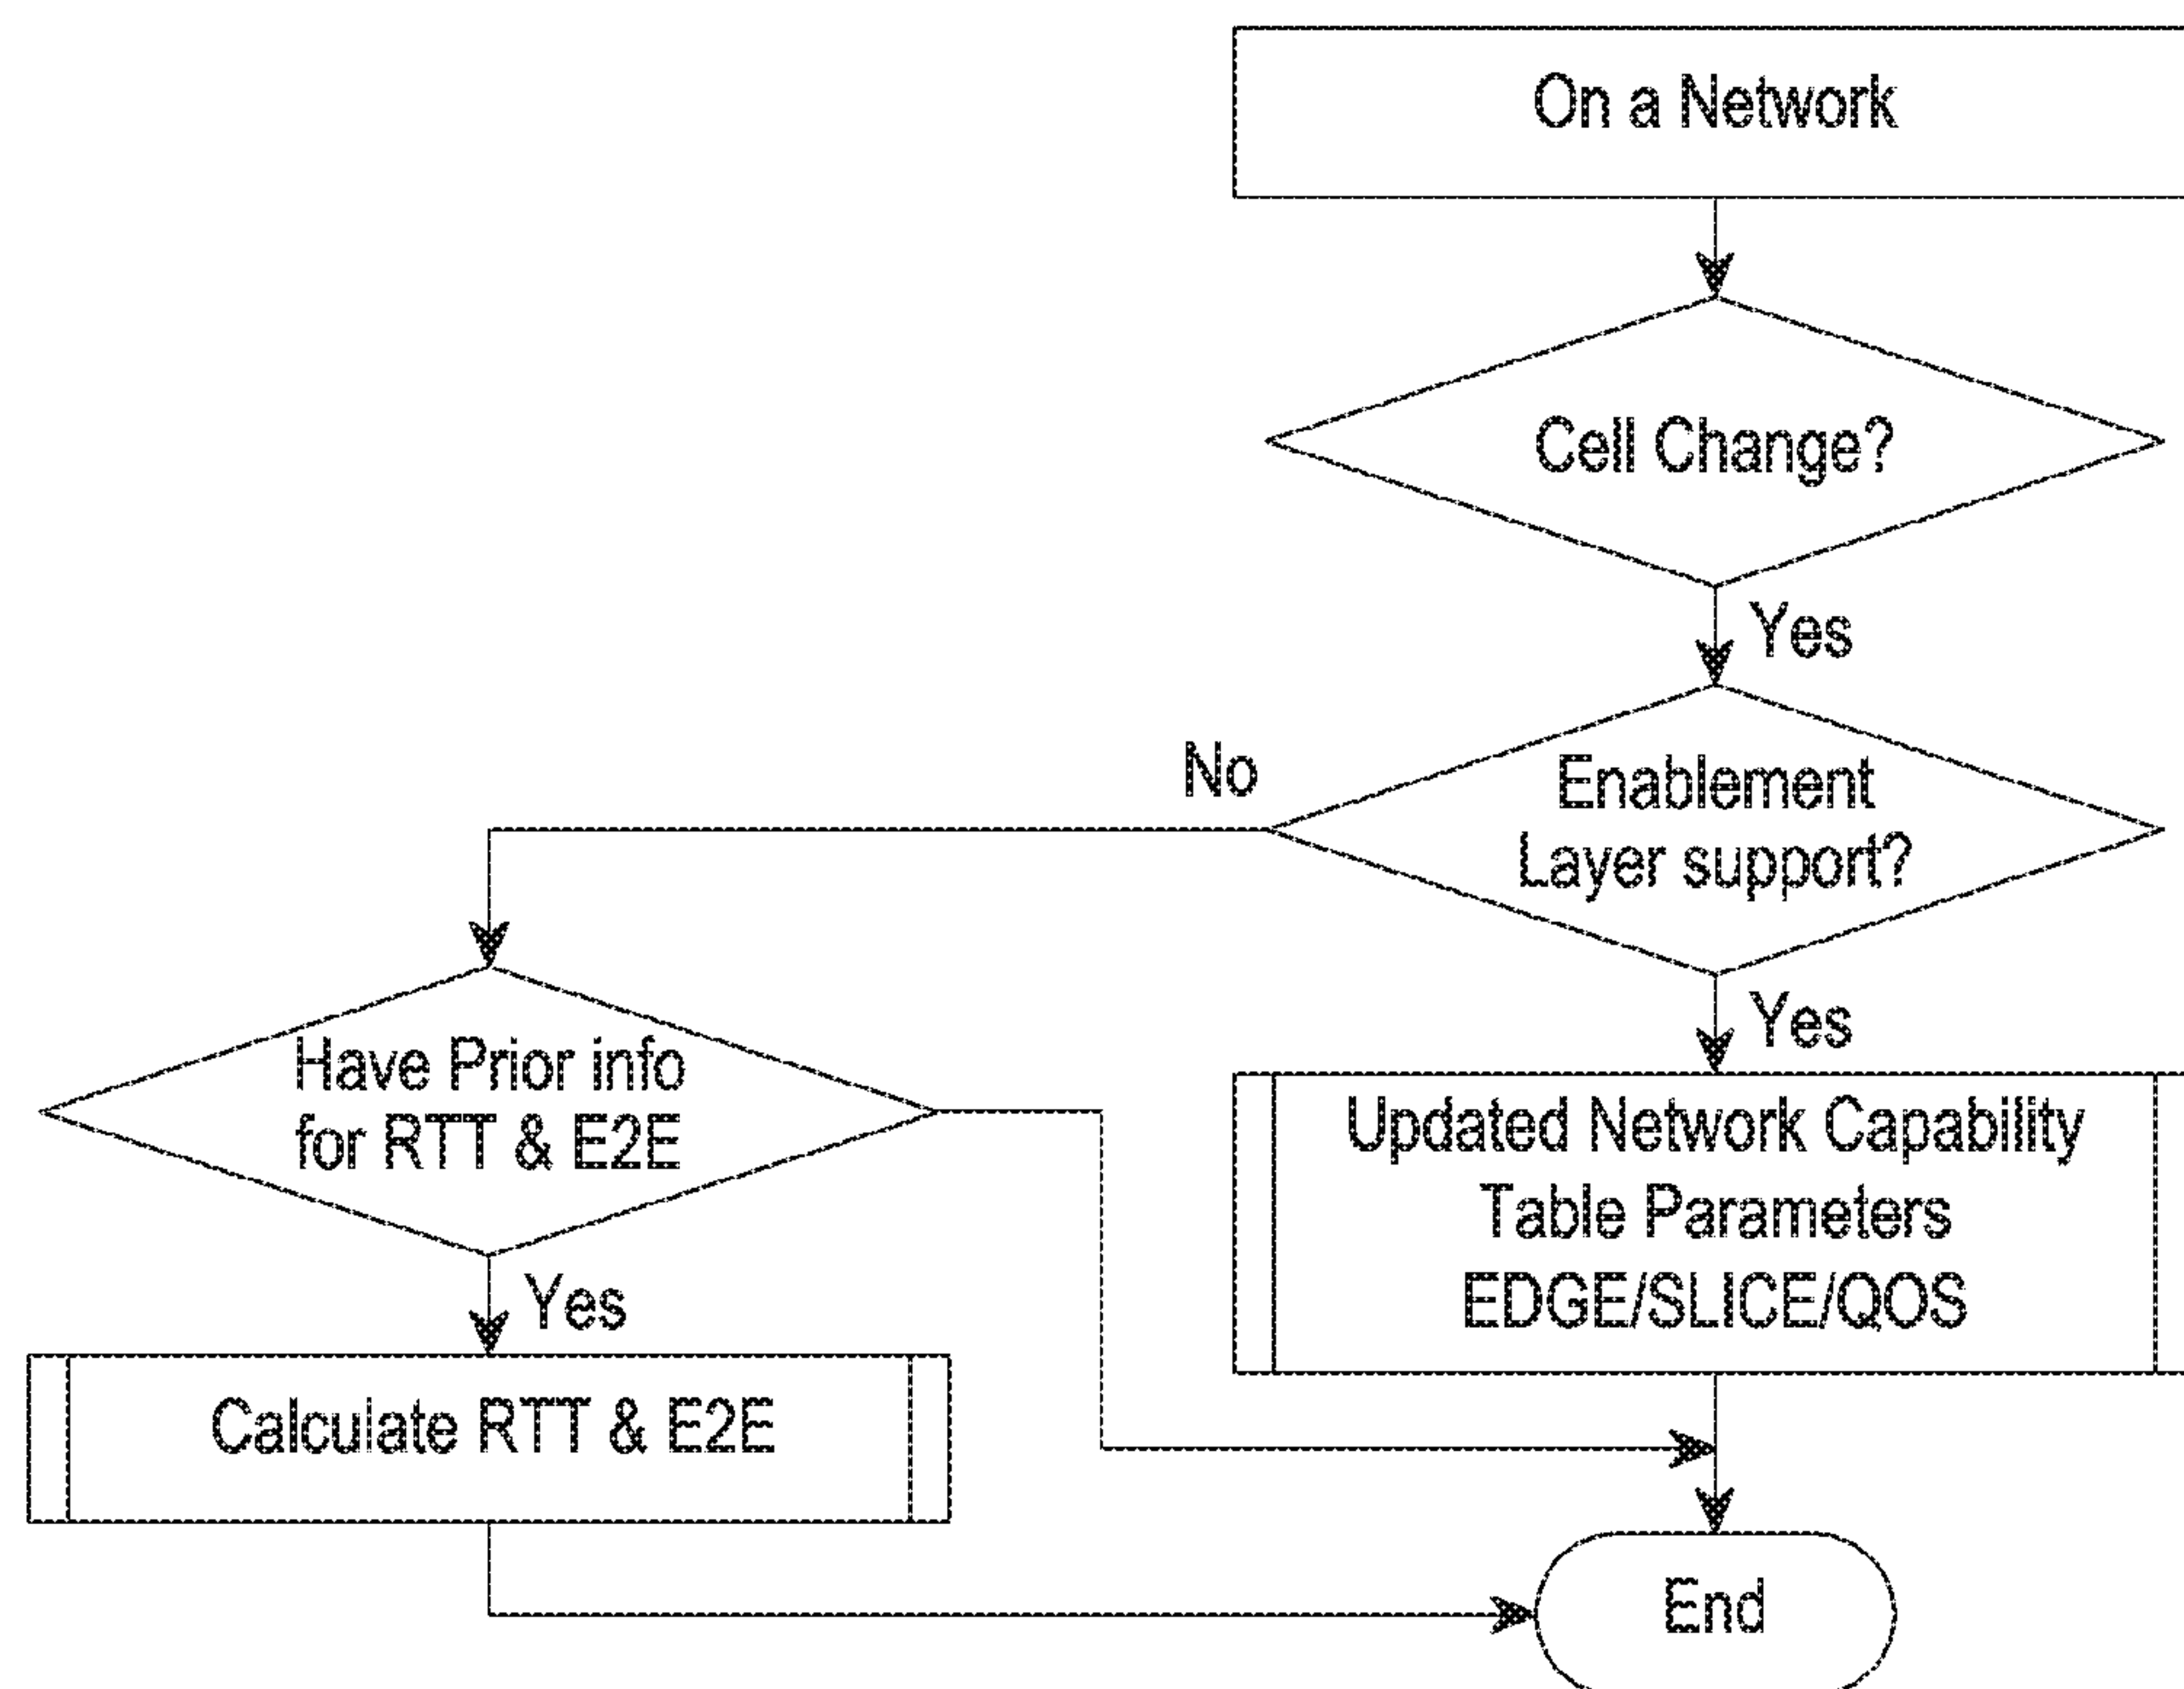 On a Network
Cell Change?
Yes
No
Enablement
Layer support?
Yes
Have Prior info
for RTT & E2E
Yes
Updated Network Capability
Table Parameters
EDGE/SLICE/QOS
Calculate RTT & E2E
End